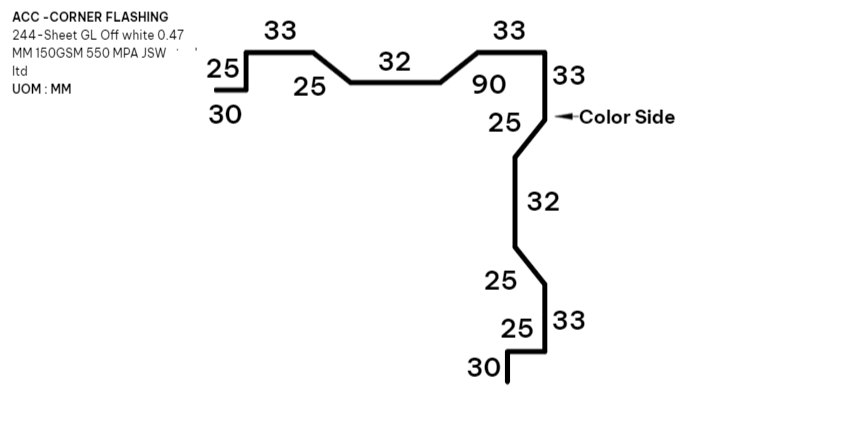 ACC -CORNER FLASHING
244-Sheet GL Off white 0.47
MM 150GSM 550 MPA JSW
ltd
UOM : MM
33
33
25
32
33
25
90
30
25
Color Side
32
25
33
25
30